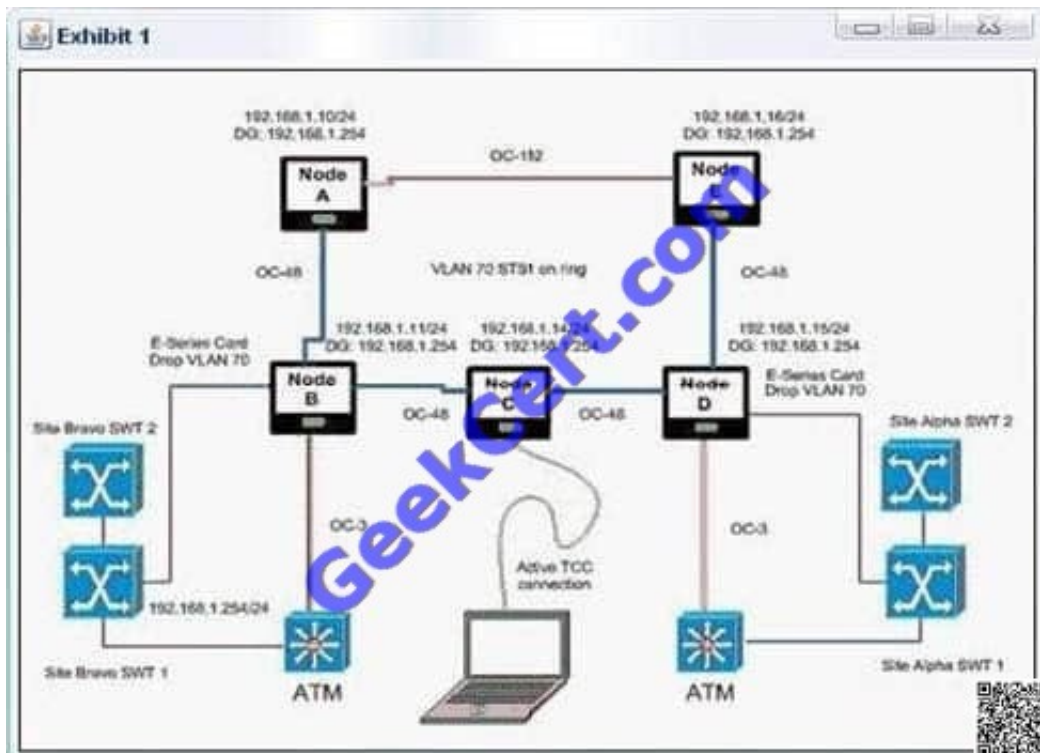 Exhibit 1
192.168.1.10/24
DG: 192.168.1.254
192.168.1.16/24
DG: 192.168.1.254
Node
A
OC-192
Node
E
OC-48
VLAN 70 STS1 on ring
OC-48
E-Series Card
Drop VLAN 70
192.168.1.11/24
DG: 192.168.1.254
192.168.1.14/24
DG: 192.168.1.254
192.168.1.15/24
DG: 192.168.1.254
E-Series Card
Drop VLAN 70
Node
B
OC-48
Node
C
OC-48
Node
D
Site Bravo SWT 2
Site Alpha SWT 2
OC-3
OC-3
Active TCC
connection
192.168.1.254/24
Site Bravo SWT 1
ATM
ATM
Site Alpha SWT 1
GeekCert.com